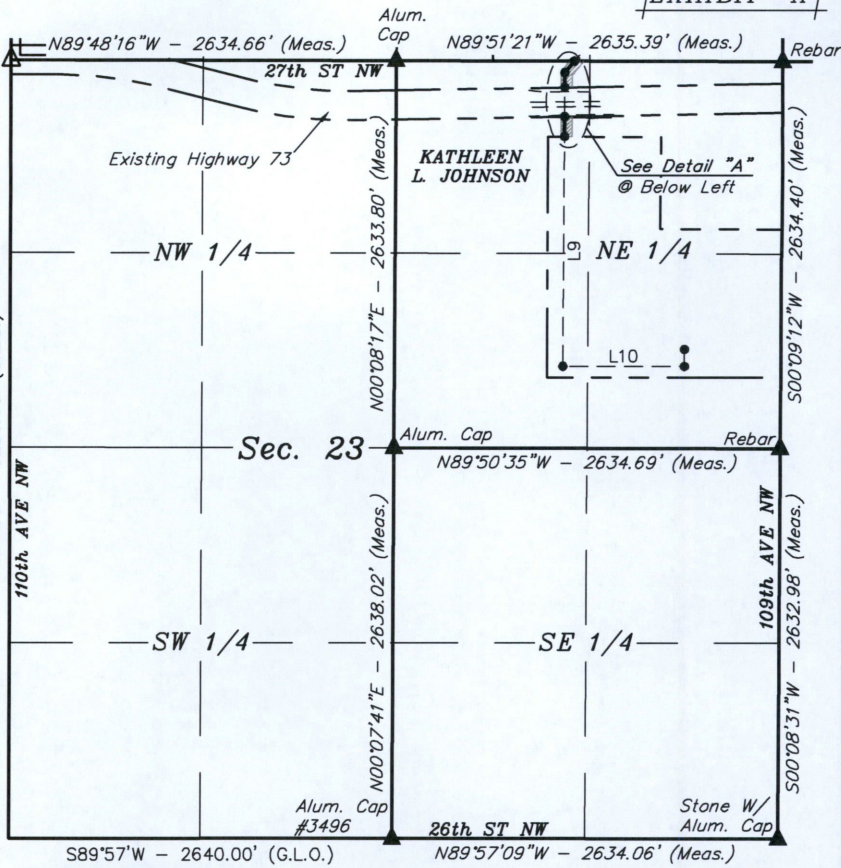 EXHIBIT "A"
Alum.
Cap
N89°48'16"W – 2634.66' (Meas.)
N89°51'21"W – 2635.39' (Meas.)
Rebar
27th ST NW
Existing Highway 73
KATHLEEN
L. JOHNSON
See Detail "A"
@ Below Left
N00°08'17"E – 2633.80' (Meas.)
S00°09'12"W – 2634.40' (Meas.)
NW 1/4
L9
NE 1/4
L10
Sec. 23
Alum. Cap
Rebar
N89°50'35"W – 2634.69' (Meas.)
110th AVE NW
109th AVE NW
N00°07'41"E – 2638.02' (Meas.)
S00°08'31"W – 2632.98' (Meas.)
SW 1/4
SE 1/4
Alum. Cap
#3496
26th ST NW
Stone W/
Alum. Cap
S89°57'W – 2640.00' (G.L.O.)
N89°57'09"W – 2634.06' (Meas.)